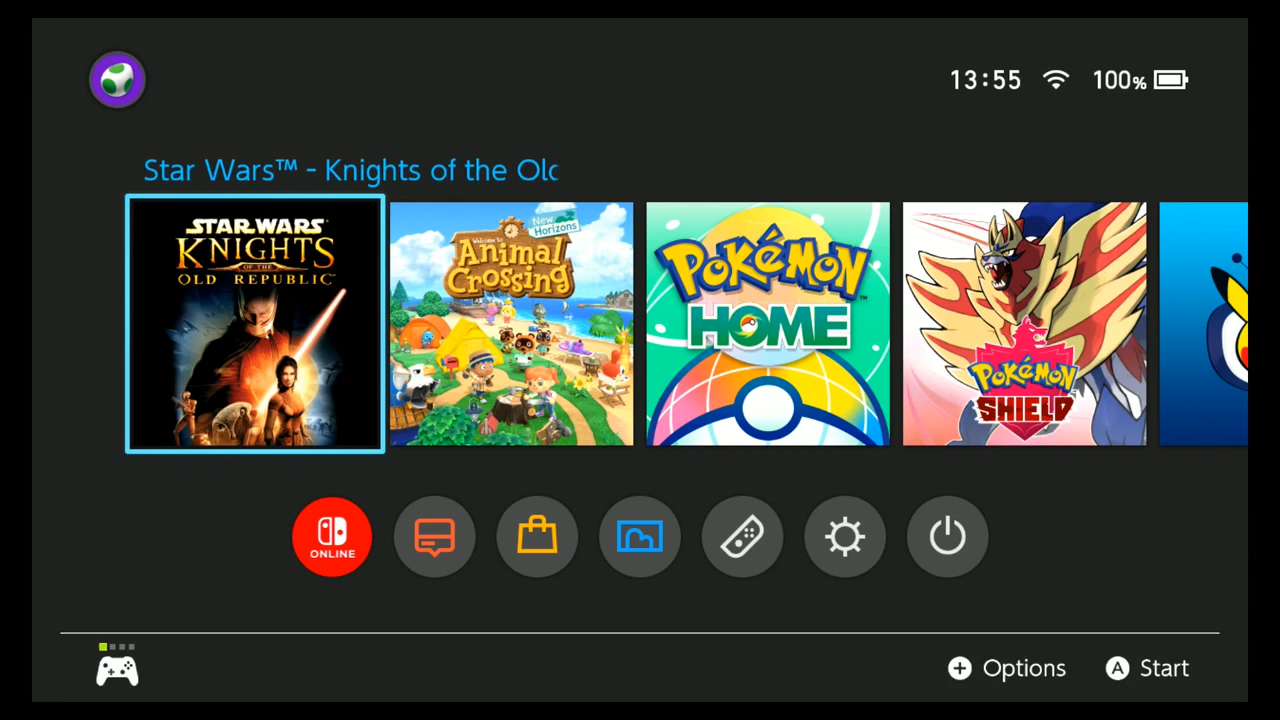 13:55 100%
Star Wars™ - Knights of the Olc
STAR WARS
KNIGHTS
OF THE
OLD REPUBLIC
New
Horizons
Welcome to
Animal
Crossing
POKéMON
HOME
POKéMON
SHIELD
ONLINE
+ Options A Start